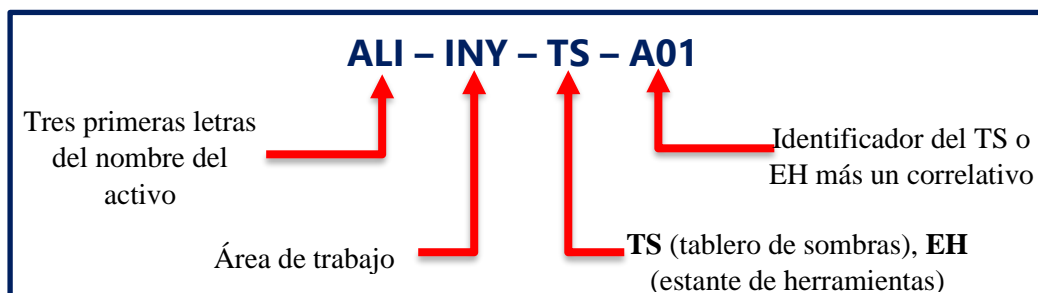 ALI – INY – TS – A01
Tres primeras letras
del nombre del
activo
Identificador del TS o
EH más un correlativo
Área de trabajo
TS (tablero de sombras), EH
(estante de herramientas)